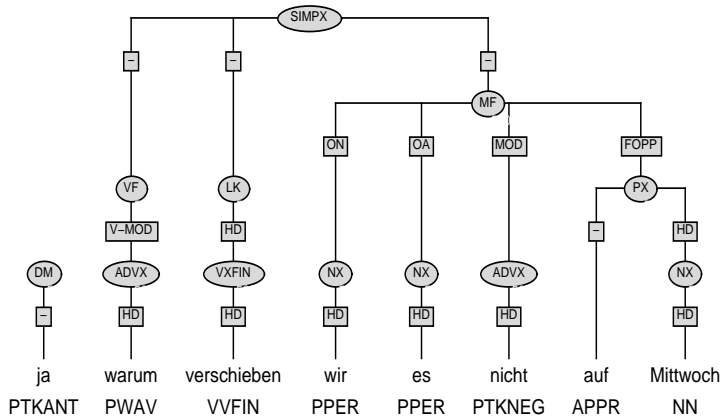 SIMPX
– – –
MF
ON OA MOD FOPP
VF LK PX
V–MOD HD – HD
DM ADVX VXFIN NX NX ADVX NX
– HD HD HD HD HD HD
ja warum verschieben wir es nicht auf Mittwoch
PTKANT PWAV VVFIN PPER PPER PTKNEG APPR NN